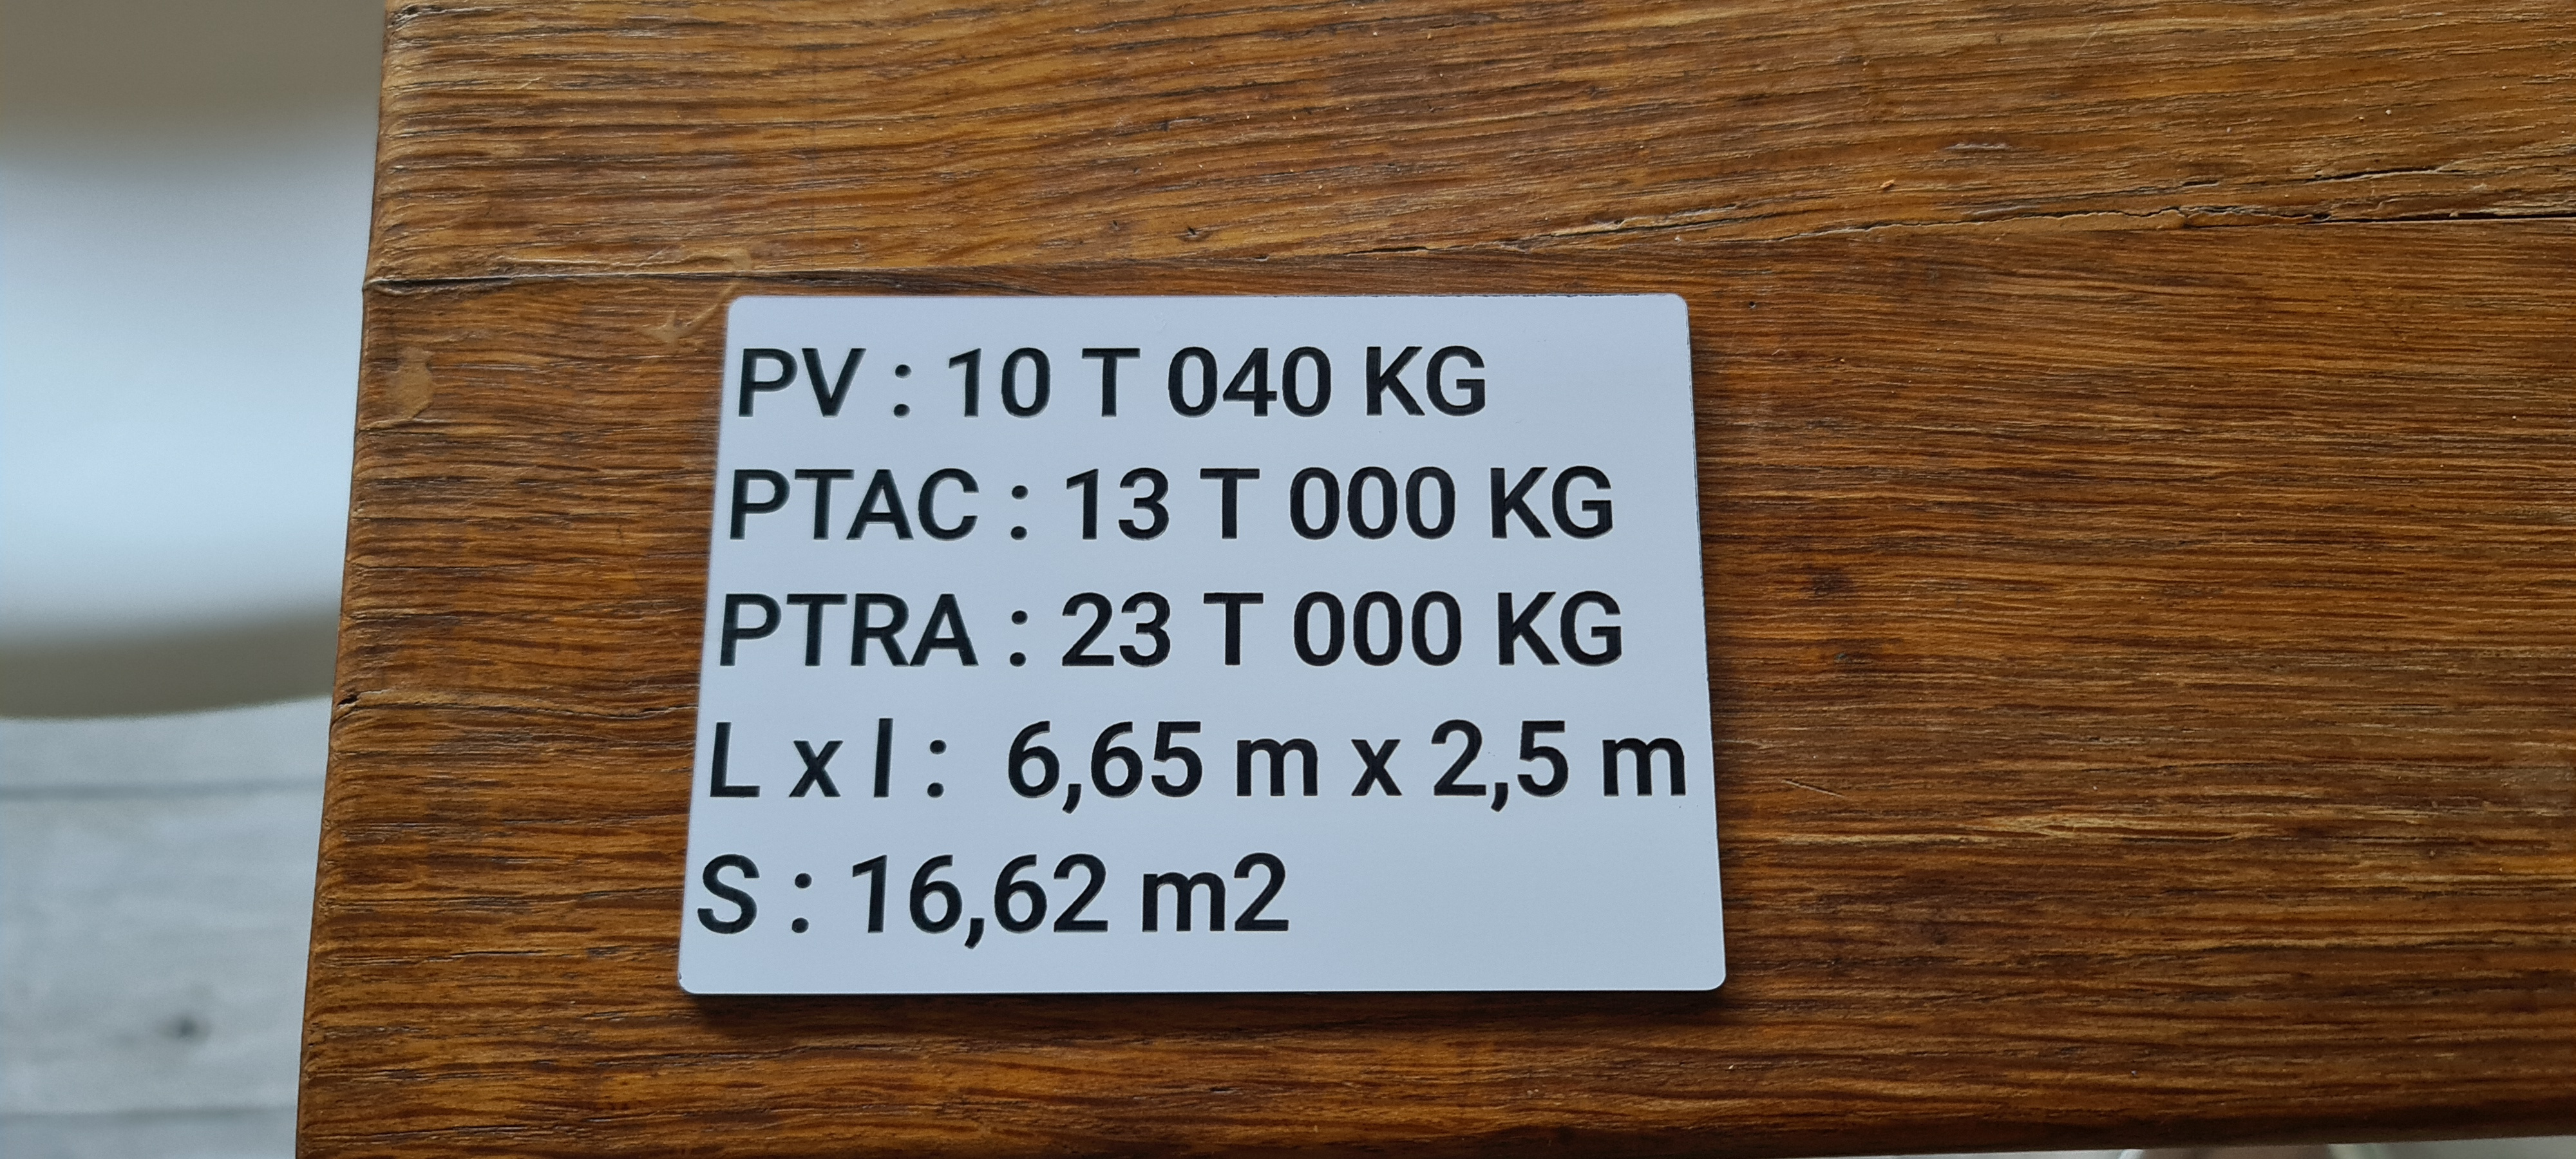 PV : 10 T 040 KG
PTAC : 13 T 000 KG
PTRA : 23 T 000 KG
L x l : 6,65 m x 2,5 m
S : 16,62 m2